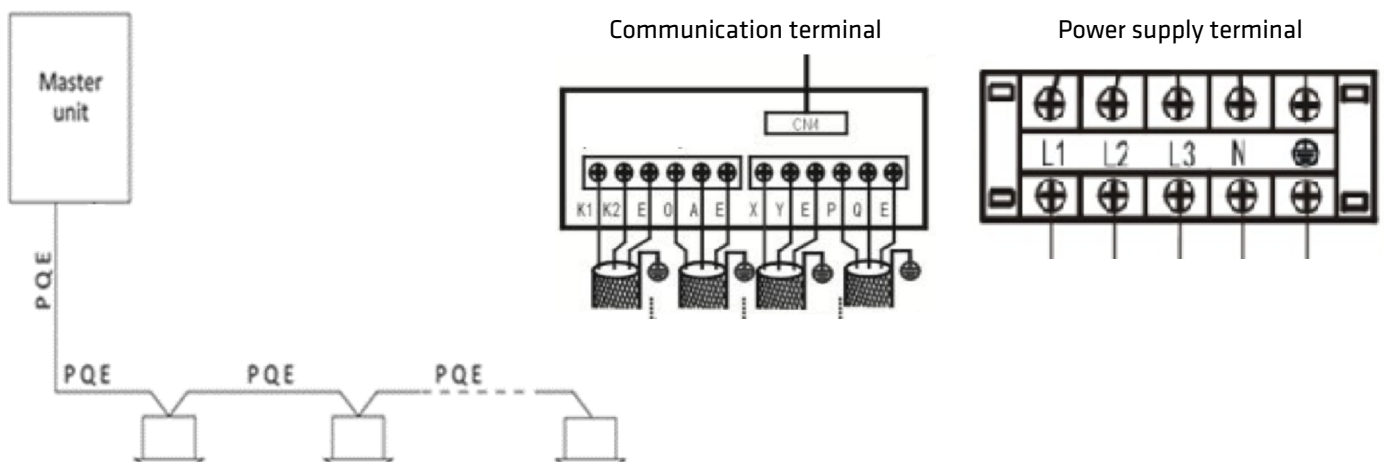 Master
unit
PQE
PQE
PQE
PQE
Communication terminal
CN4
K1 K2 E O A E X Y E P Q E
Power supply terminal
L1 L2 L3 N